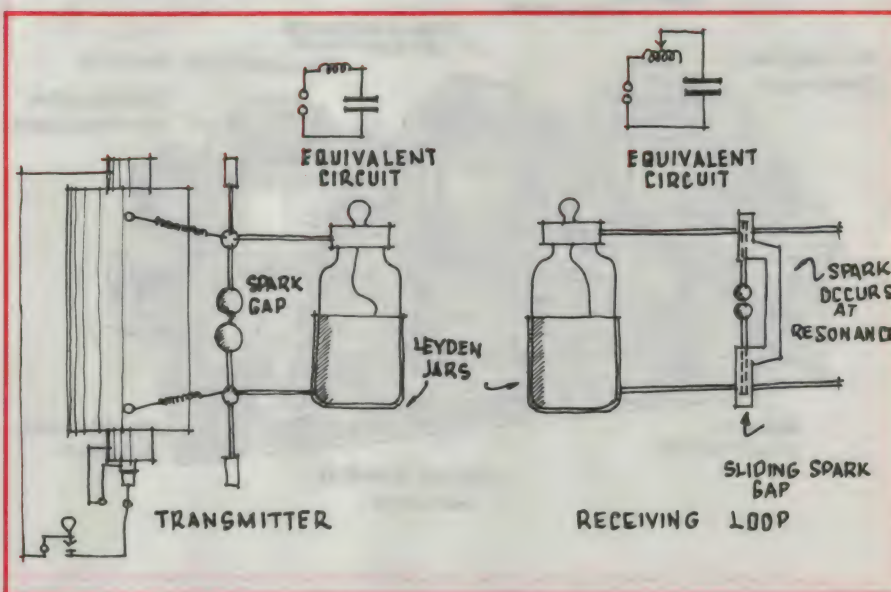 EQUIVALENT
CIRCUIT
EQUIVALENT
CIRCUIT
SPARK
GAP
LEYDEN
JARS
SPARK
OCCURS
AT
RESONANCE
SLIDING SPARK
GAP
TRANSMITTER
RECEIVING LOOP